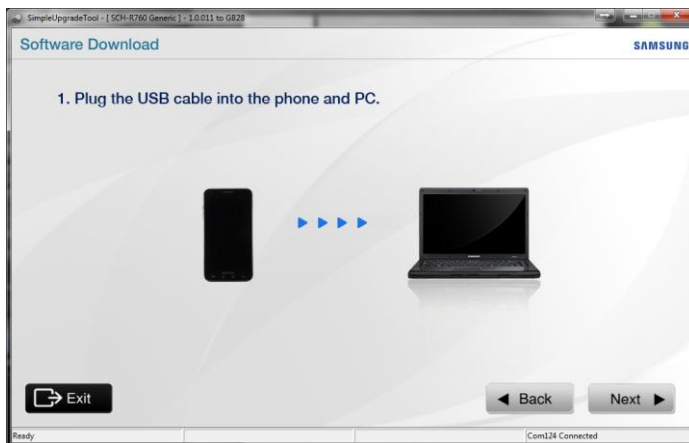 SimpleUpgradeTool - [ SCH-R760 Generic ] - 1.0.011 to GB28
Software Download
SAMSUNG
1. Plug the USB cable into the phone and PC.
Exit
Back
Next
Ready
Com124 Connected